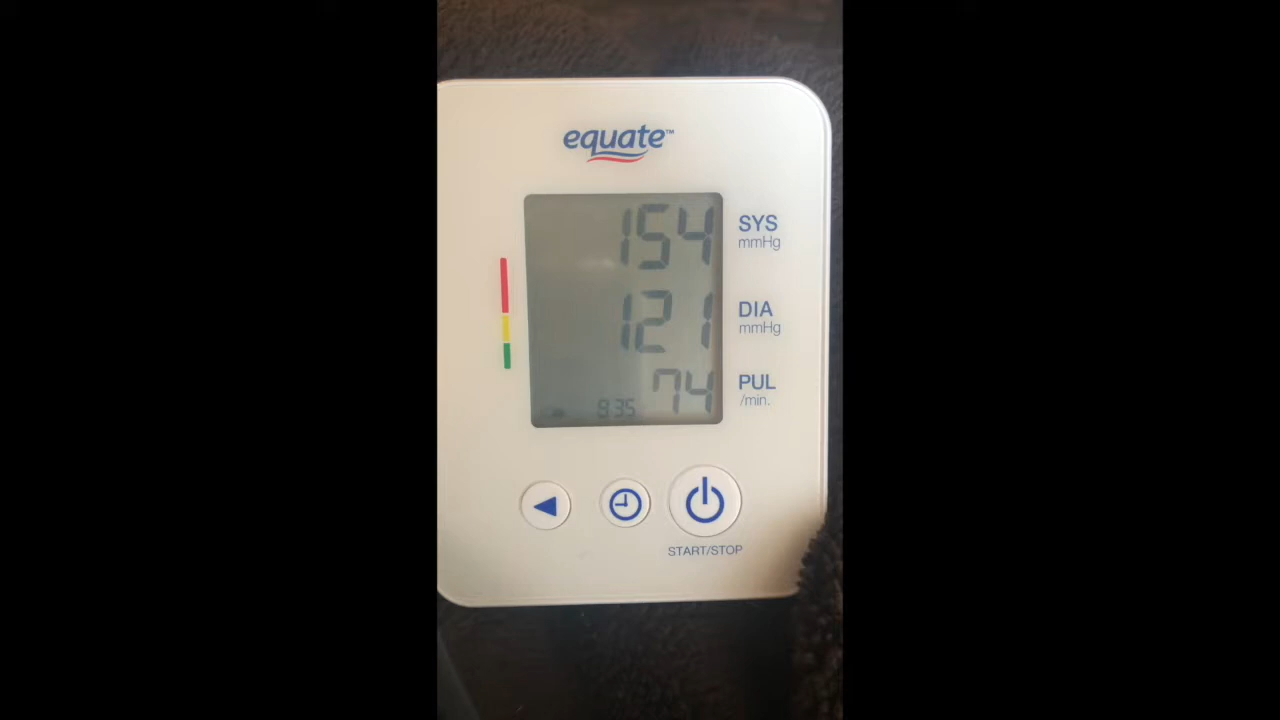 equate™
154 SYS
mmHg
121 DIA
mmHg
74 PUL
/min.
9:35
START/STOP